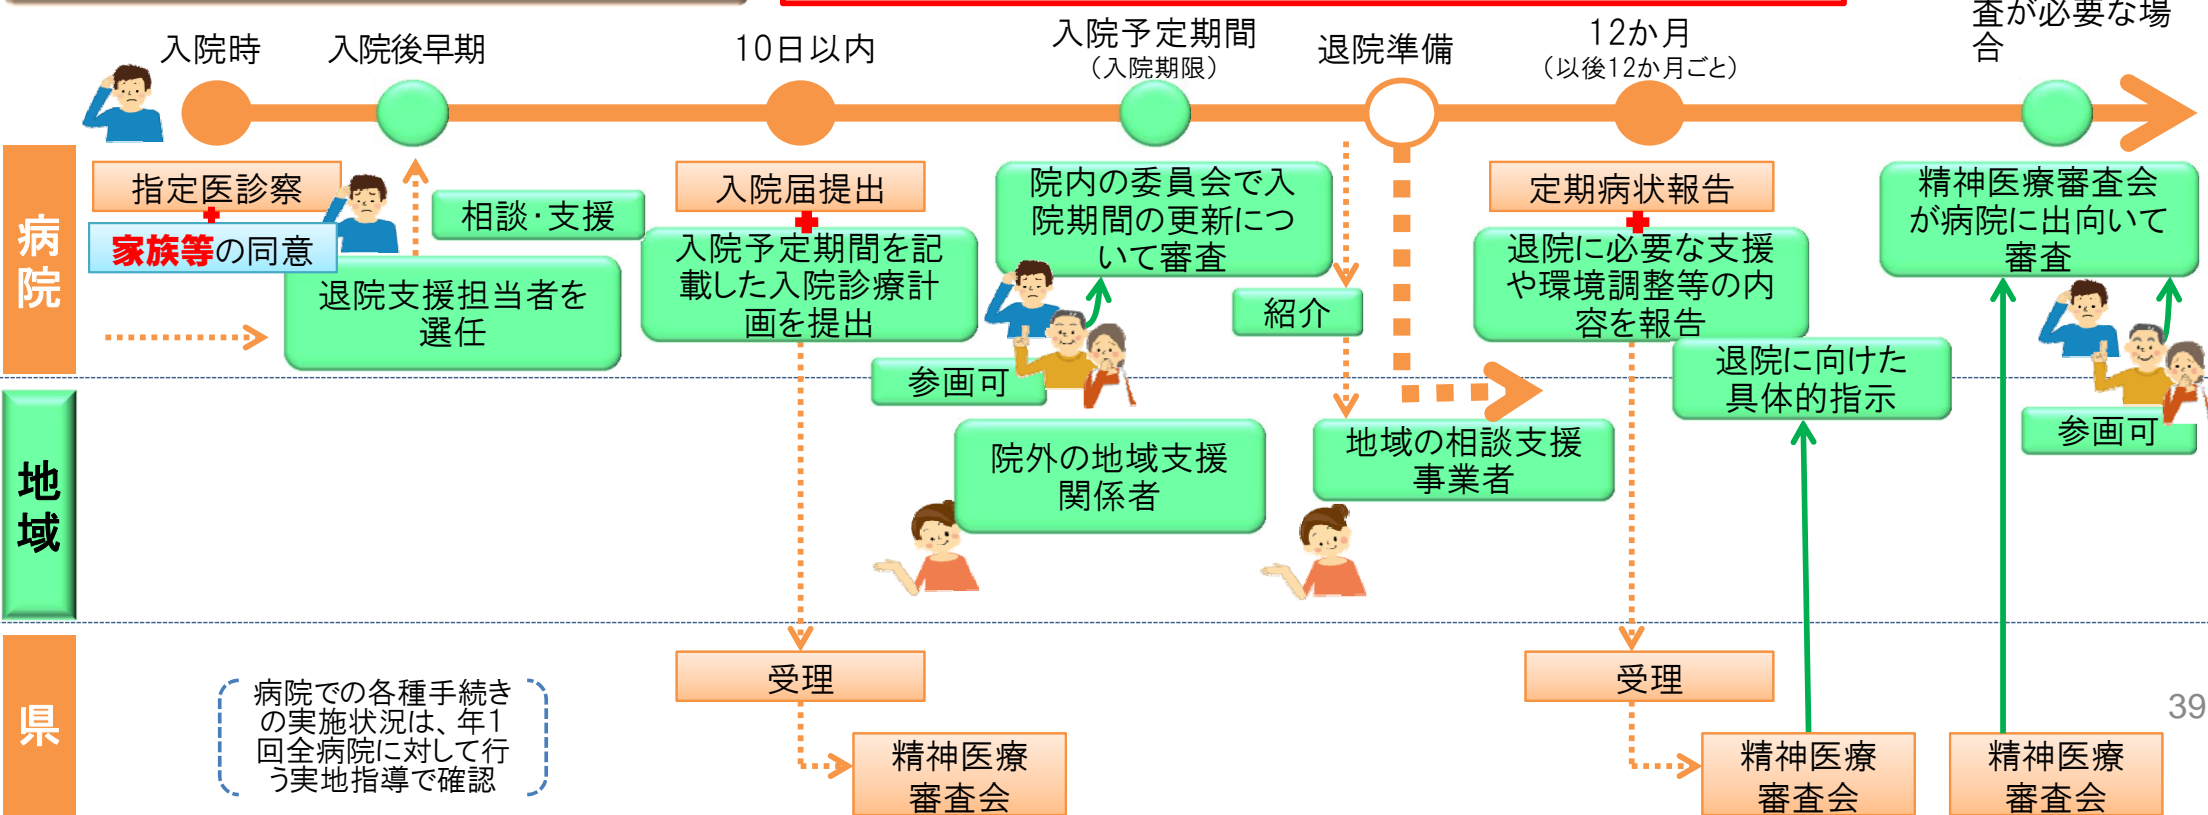 査が必要な場
合
入院時
入院後早期
10日以内
入院予定期間
（入院期限）
退院準備
12か月
（以後12か月ごと）
病院
指定医診察
家族等の同意
相談・支援
退院支援担当者を
選任
入院届提出
入院予定期間を記
載した入院診療計
画を提出
院内の委員会で入
院期間の更新につ
いて審査
参画可
紹介
定期病状報告
退院に必要な支援
や環境調整等の内
容を報告
退院に向けた
具体的指示
精神医療審査会
が病院に出向いて
審査
参画可
地域
院外の地域支援
関係者
地域の相談支援
事業者
県
病院での各種手続き
の実施状況は、年1
回全病院に対して行
う実地指導で確認
受理
精神医療
審査会
受理
精神医療
審査会
精神医療
審査会
39